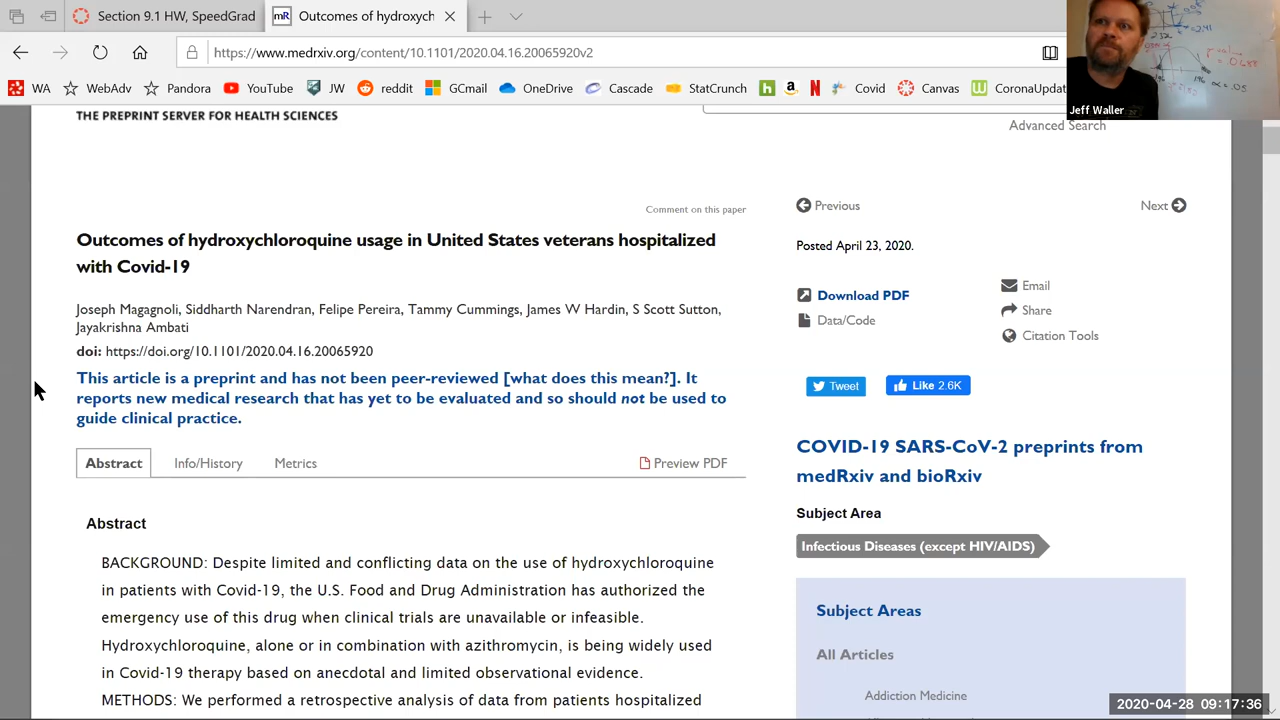 Section 9.1 HW, SpeedGrad
Outcomes of hydroxych
https://www.medrxiv.org/content/10.1101/2020.04.16.20065920v2
WA
WebAdv
Pandora
YouTube
JW
reddit
GCmail
OneDrive
Cascade
StatCrunch
Covid
Canvas
CoronaUpdat
Jeff Waller
THE PREPRINT SERVER FOR HEALTH SCIENCES
Advanced Search
Comment on this paper
Previous
Next
Outcomes of hydroxychloroquine usage in United States veterans hospitalized
with Covid-19
Posted April 23, 2020.
Joseph Magagnoli, Siddharth Narendran, Felipe Pereira, Tammy Cummings, James W Hardin, S Scott Sutton,
Jayakrishna Ambati
doi: https://doi.org/10.1101/2020.04.16.20065920
This article is a preprint and has not been peer-reviewed [what does this mean?]. It
reports new medical research that has yet to be evaluated and so should not be used to
guide clinical practice.
Download PDF
Data/Code
Email
Share
Citation Tools
Tweet
Like 2.6K
Abstract
Info/History
Metrics
Preview PDF
COVID-19 SARS-CoV-2 preprints from
medRxiv and bioRxiv
Subject Area
Infectious Diseases (except HIV/AIDS)
Abstract
BACKGROUND: Despite limited and conflicting data on the use of hydroxychloroquine
in patients with Covid-19, the U.S. Food and Drug Administration has authorized the
emergency use of this drug when clinical trials are unavailable or infeasible.
Hydroxychloroquine, alone or in combination with azithromycin, is being widely used
in Covid-19 therapy based on anecdotal and limited observational evidence.
METHODS: We performed a retrospective analysis of data from patients hospitalized
Subject Areas
All Articles
Addiction Medicine
2020-04-28 09:17:36